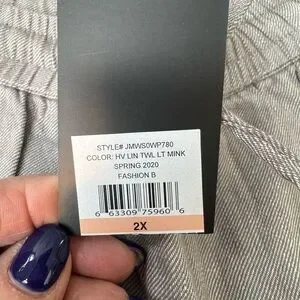 STYLE# JMWS0WP780
COLOR: HV LIN TWL LT MINK
SPRING 2020
FASHION B
6 63309 75960 6
2X